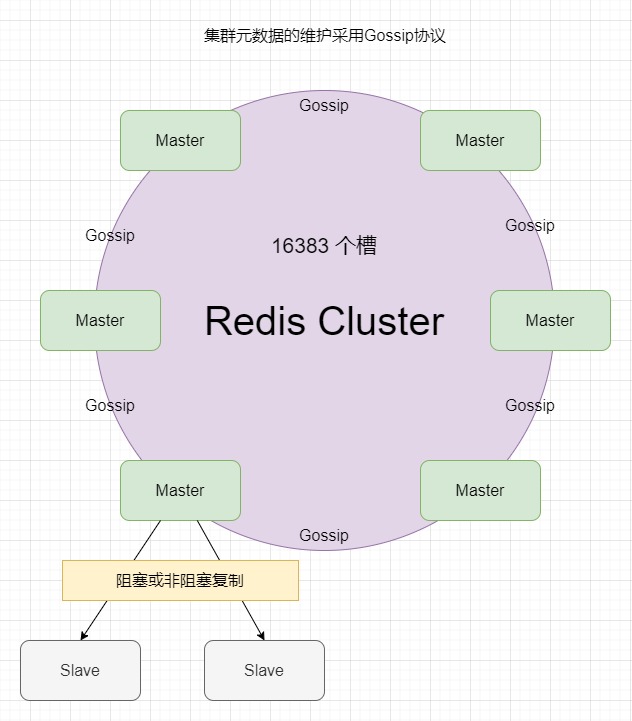 集群元数据的维护采用Gossip协议
Gossip
Master
Master
Gossip
Gossip
16383 个槽
Master
Redis Cluster
Master
Gossip
Gossip
Master
Master
Gossip
阻塞或非阻塞复制
Slave
Slave